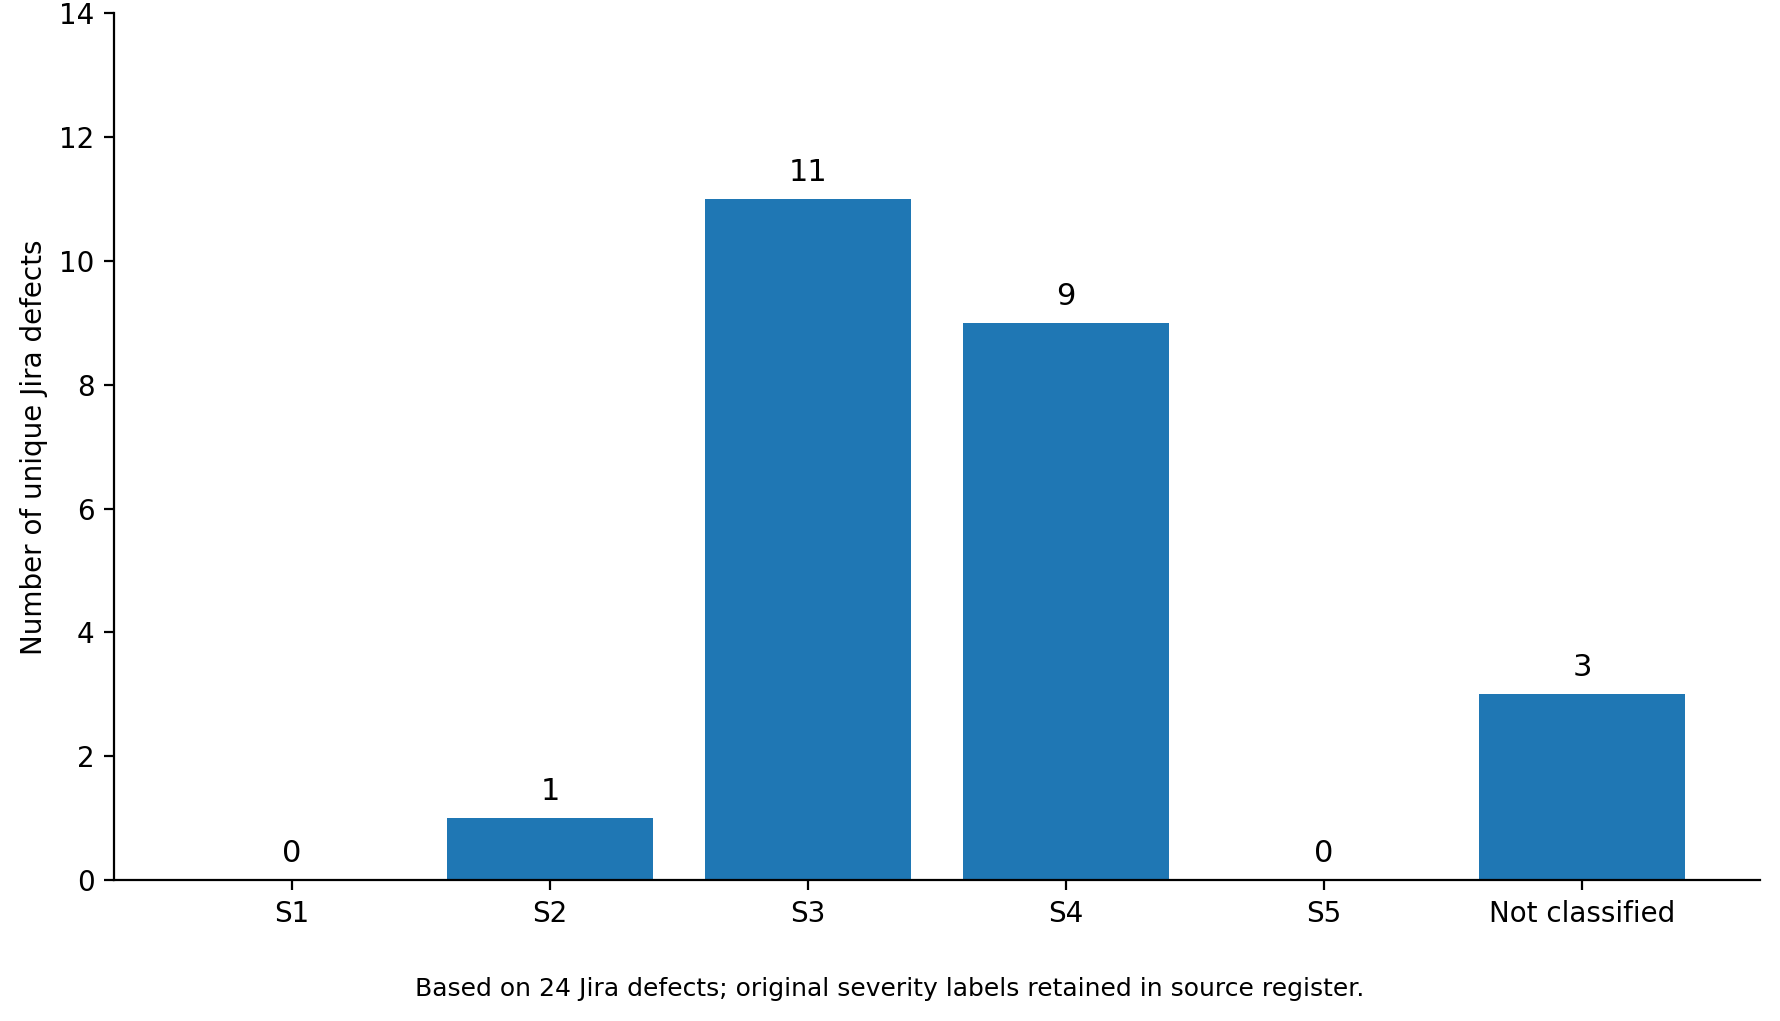 14
12
10
8
6
4
2
0
Number of unique Jira defects
0
1
11
9
0
3
S1
S2
S3
S4
S5
Not classified
Based on 24 Jira defects; original severity labels retained in source register.